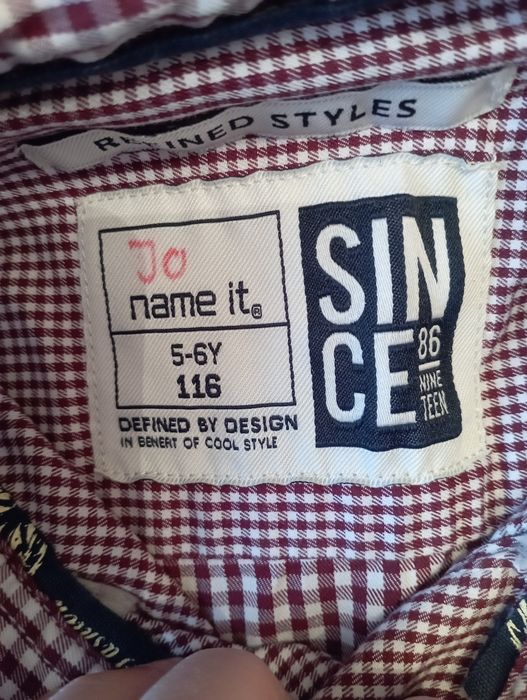 REFINED STYLES
Jo
name it®
5-6Y
116
DEFINED BY DESIGN
IN BENERT OF COOL STYLE
SIN
CE
86
NINE
TEEN